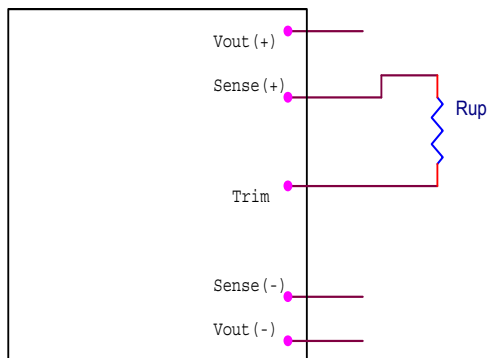 Vout(+)
Sense(+)
Rup
Trim
Sense(-)
Vout(-)